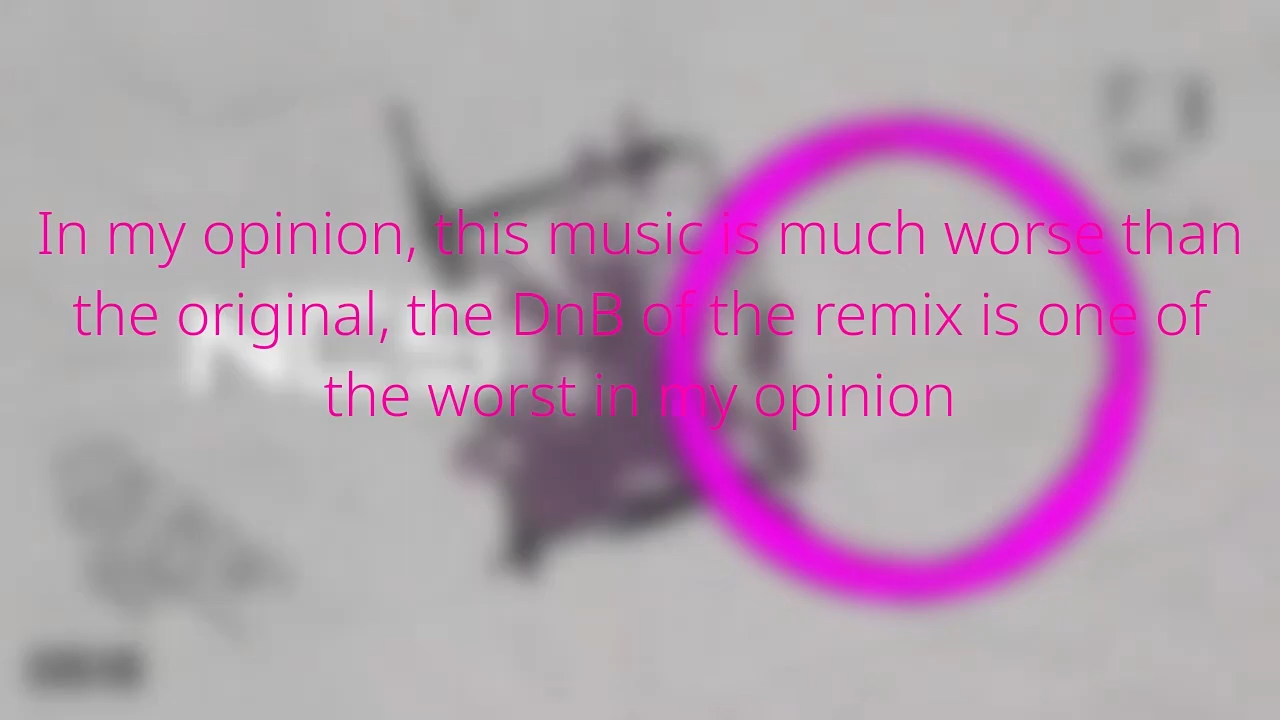 In my opinion, this music is much worse than
the original, the DnB of the remix is one of
the worst in my opinion
NCS